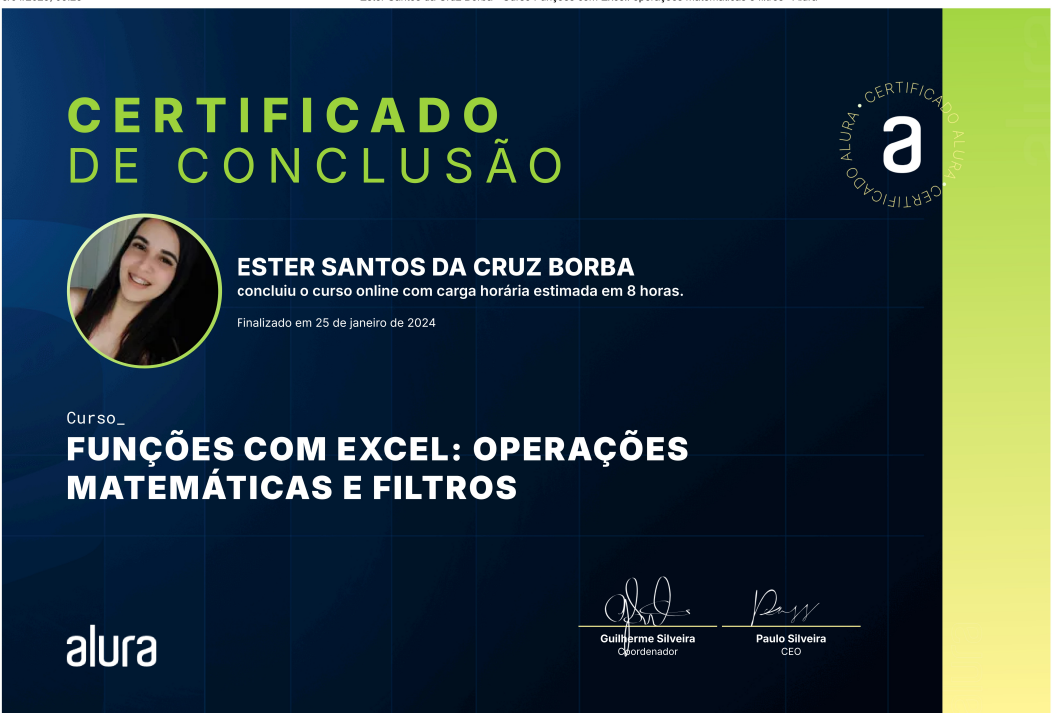 CERTIFICADO
DE CONCLUSÃO
CERTIFICADO ALURA • CERTIFICADO ALURA •
a
ESTER SANTOS DA CRUZ BORBA
concluiu o curso online com carga horária estimada em 8 horas.
Finalizado em 25 de janeiro de 2024
Curso_
FUNÇÕES COM EXCEL: OPERAÇÕES
MATEMÁTICAS E FILTROS
alura
Guilherme Silveira
Coordenador
Paulo Silveira
CEO